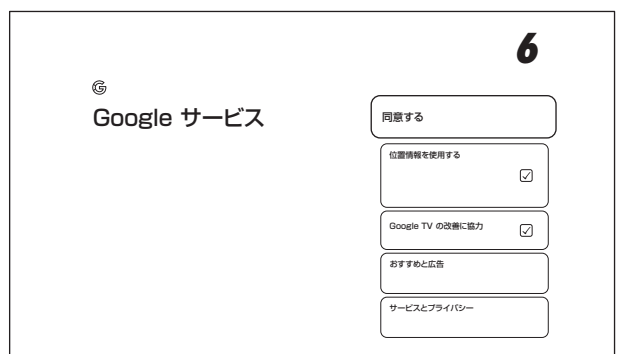 6
G
Google サービス
同意する
位置情報を使用する
Google TV の改善に協力
おすすめと広告
サービスとプライバシー